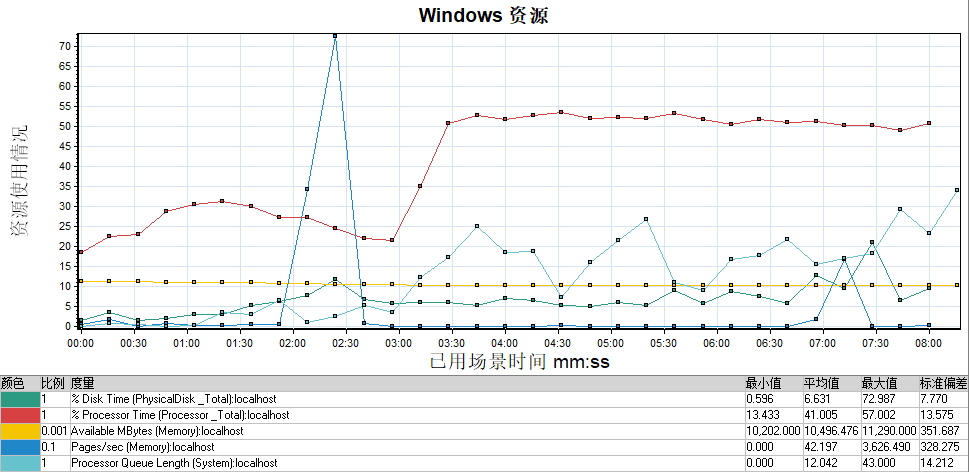 Windows 资源
资源使用情况
70
65
60
55
50
45
40
35
30
25
20
15
10
5
0
00:00 00:30 01:00 01:30 02:00 02:30 03:00 03:30 04:00 04:30 05:00 05:30 06:00 06:30 07:00 07:30 08:00
已用场景时间 mm:ss
颜色 比例 度量 最小值 平均值 最大值 标准偏差
1 % Disk Time (PhysicalDisk _Total):localhost 0.596 6.631 72.987 7.770
1 % Processor Time (Processor _Total):localhost 13.433 41.005 57.002 13.575
0.001 Available MBytes (Memory):localhost 10,202.000 10,496.476 11,290.000 351.687
0.1 Pages/sec (Memory):localhost 0.000 42.197 3,626.490 328.275
1 Processor Queue Length (System):localhost 0.000 12.042 43.000 14.212